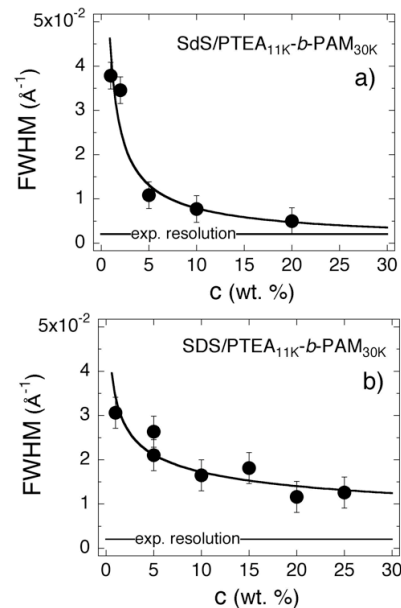 5x10⁻²
SdS/PTEA₁₁K-b-PAM₃₀K
a)
4
3
2
1
0
FWHM (Å⁻¹)
exp. resolution
0 5 10 15 20 25 30
c (wt. %)
5x10⁻²
SDS/PTEA₁₁K-b-PAM₃₀K
b)
4
3
2
1
0
FWHM (Å⁻¹)
exp. resolution
0 5 10 15 20 25 30
c (wt. %)